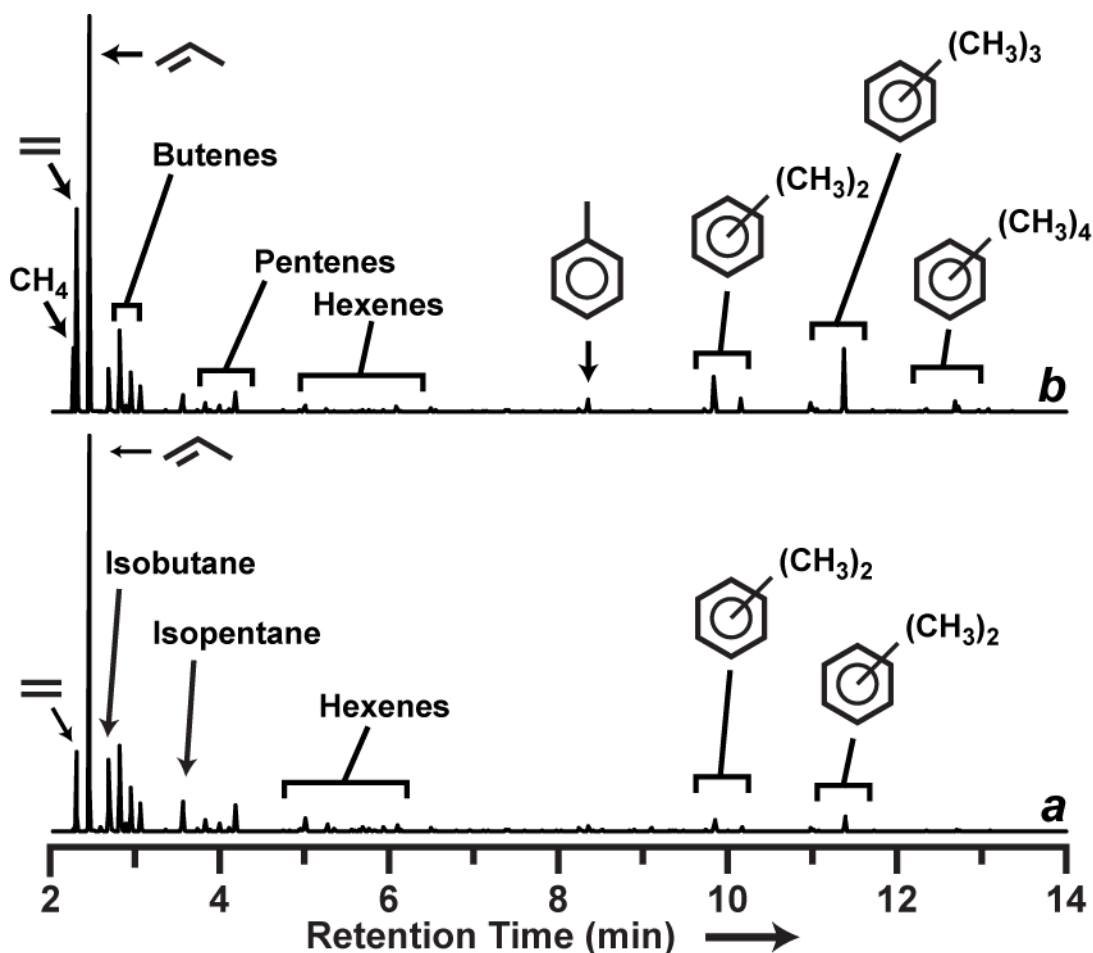 (CH3)3
Butenes
(CH3)2
Pentenes
(CH3)4
CH4
Hexenes
b
Isobutane
(CH3)2
Isopentane
(CH3)2
Hexenes
a
2 4 6 8 10 12 14
Retention Time (min)